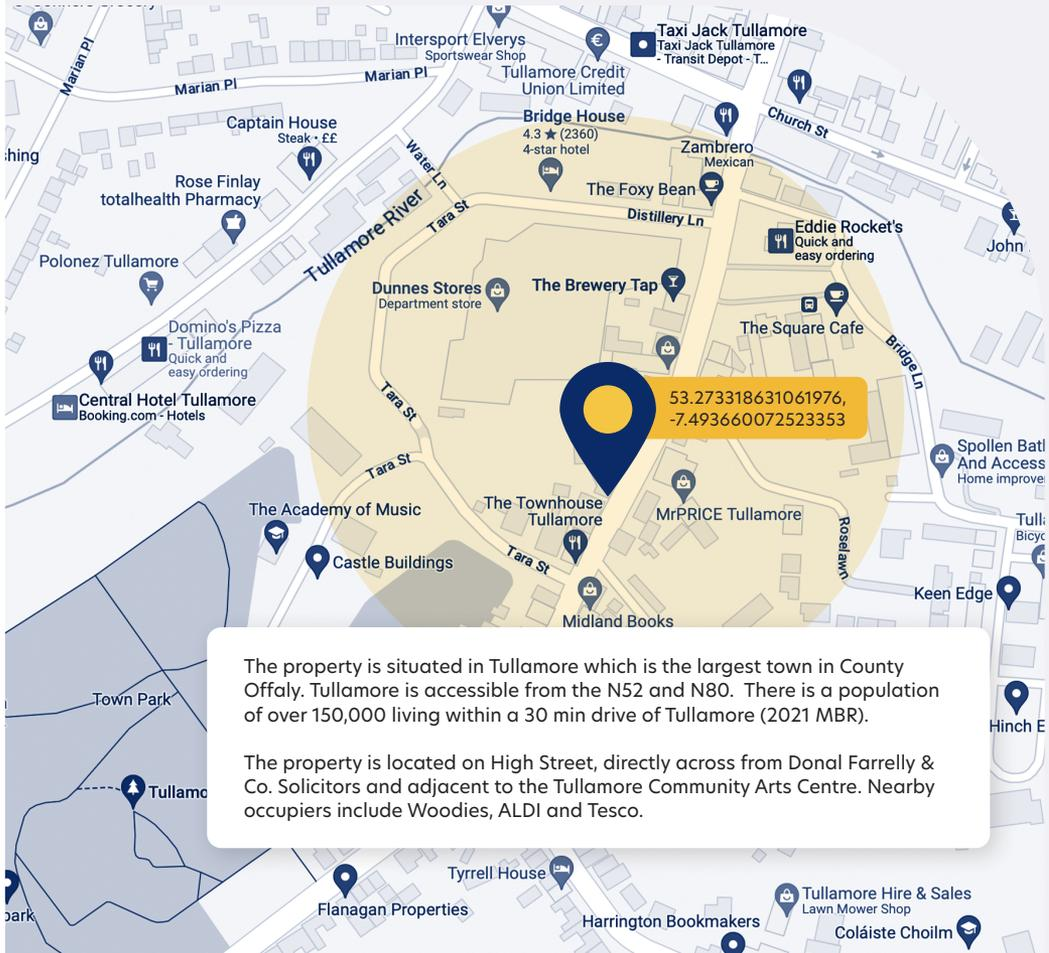 Marian Pl
Marian Pl
Marian Pl
Intersport Elverys
Sportswear Shop
Tullamore Credit
Union Limited
Taxi Jack Tullamore
Taxi Jack Tullamore
- Transit Depot - T...
Captain House
Steak • ££
Bridge House
4.3 ★ (2360)
4-star hotel
Zambrero
Mexican
Church St
Water Ln
Rose Finlay
totalhealth Pharmacy
The Foxy Bean
Tara St
Distillery Ln
Tullamore River
Eddie Rocket's
Quick and
easy ordering
John
Polonez Tullamore
Dunnes Stores
Department store
The Brewery Tap
The Square Cafe
Domino's Pizza
- Tullamore
Quick and
easy ordering
Bridge Ln
Central Hotel Tullamore
Booking.com - Hotels
Tara St
53.273318631061976,
-7.493660072523353
Tara St
Spollen Bat
And Access
Home improve
The Academy of Music
The Townhouse
Tullamore
MrPRICE Tullamore
Roselawn
Castle Buildings
Tara St
Keen Edge
Midland Books
The property is situated in Tullamore which is the largest town in County
Offaly. Tullamore is accessible from the N52 and N80. There is a population
of over 150,000 living within a 30 min drive of Tullamore (2021 MBR).
The property is located on High Street, directly across from Donal Farrelly &
Co. Solicitors and adjacent to the Tullamore Community Arts Centre. Nearby
occupiers include Woodies, ALDI and Tesco.
Town Park
Hinch E
Tullamo
Tyrrell House
Flanagan Properties
Tullamore Hire & Sales
Lawn Mower Shop
Harrington Bookmakers
Coláiste Choilm